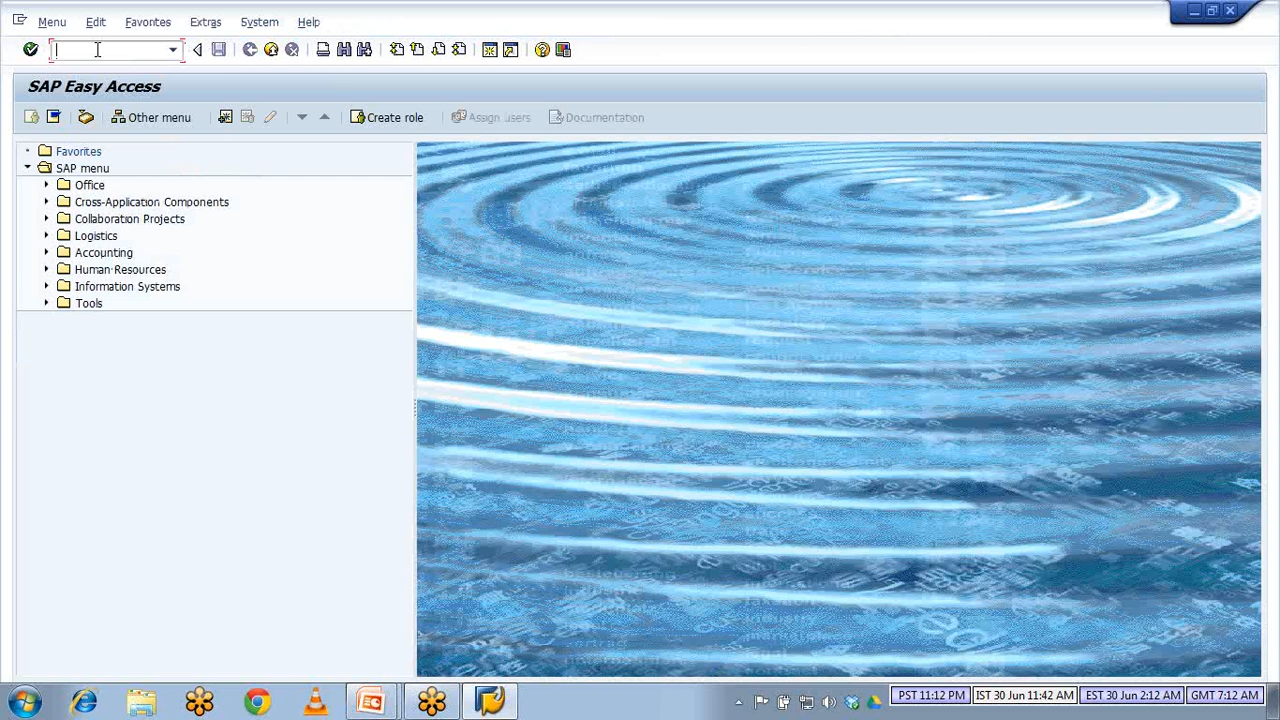 Menu Edit Favorites Extras System Help
SAP Easy Access
Other menu Create role Assign users Documentation
Favorites
SAP menu
Office
Cross-Application Components
Collaboration Projects
Logistics
Accounting
Human Resources
Information Systems
Tools
PST 11:12 PM IST 30 Jun 11:42 AM EST 30 Jun 2:12 AM GMT 7:12 AM